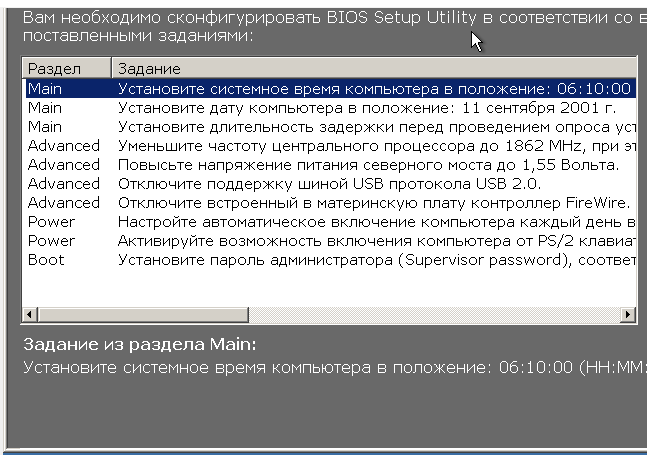 Вам необходимо сконфигурировать BIOS Setup Utility в соответствии со в
поставленными заданиями:
Раздел Задание
Main Установите системное время компьютера в положение: 06:10:00
Main Установите дату компьютера в положение: 11 сентября 2001 г.
Main Установите длительность задержки перед проведением опроса уст
Advanced Уменьшите частоту центрального процессора до 1862 MHz, при эт
Advanced Повысьте напряжение питания северного моста до 1,55 Вольта.
Advanced Отключите поддержку шиной USB протокола USB 2.0.
Advanced Отключите встроенный в материнскую плату контроллер FireWire.
Power Настройте автоматическое включение компьютера каждый день в
Power Активируйте возможность включения компьютера от PS/2 клавиат
Boot Установите пароль администратора (Supervisor password), соответ
Задание из раздела Main:
Установите системное время компьютера в положение: 06:10:00 (HH:MM: